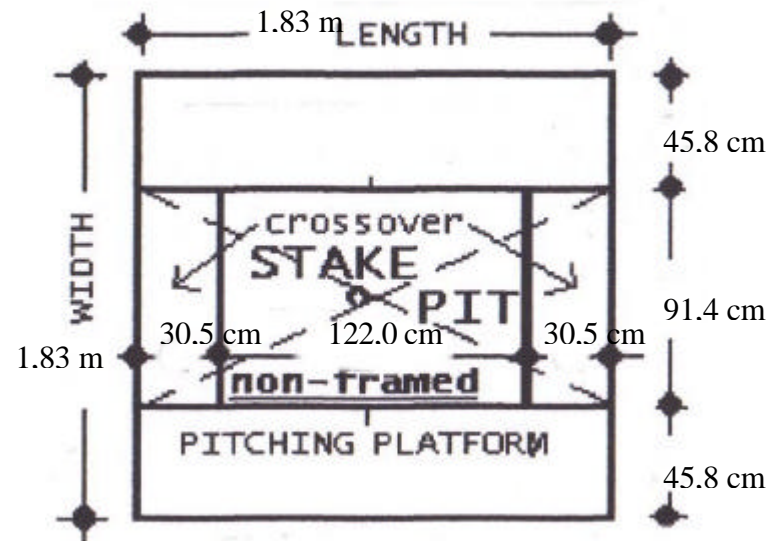 1.83 m
LENGTH
45.8 cm
WIDTH
crossover
STAKE
PIT
91.4 cm
30.5 cm
122.0 cm
30.5 cm
1.83 m
non-framed
PITCHING PLATFORM
45.8 cm